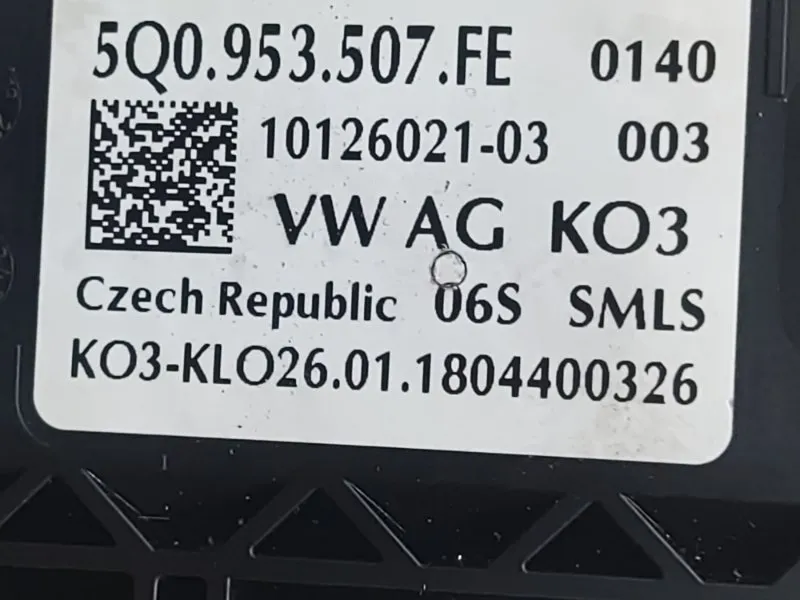 5Q0.953.507.FE 0140
10126021-03 003
VW AG KO3
Czech Republic 06S SMLS
KO3-KLO26.01.1804400326